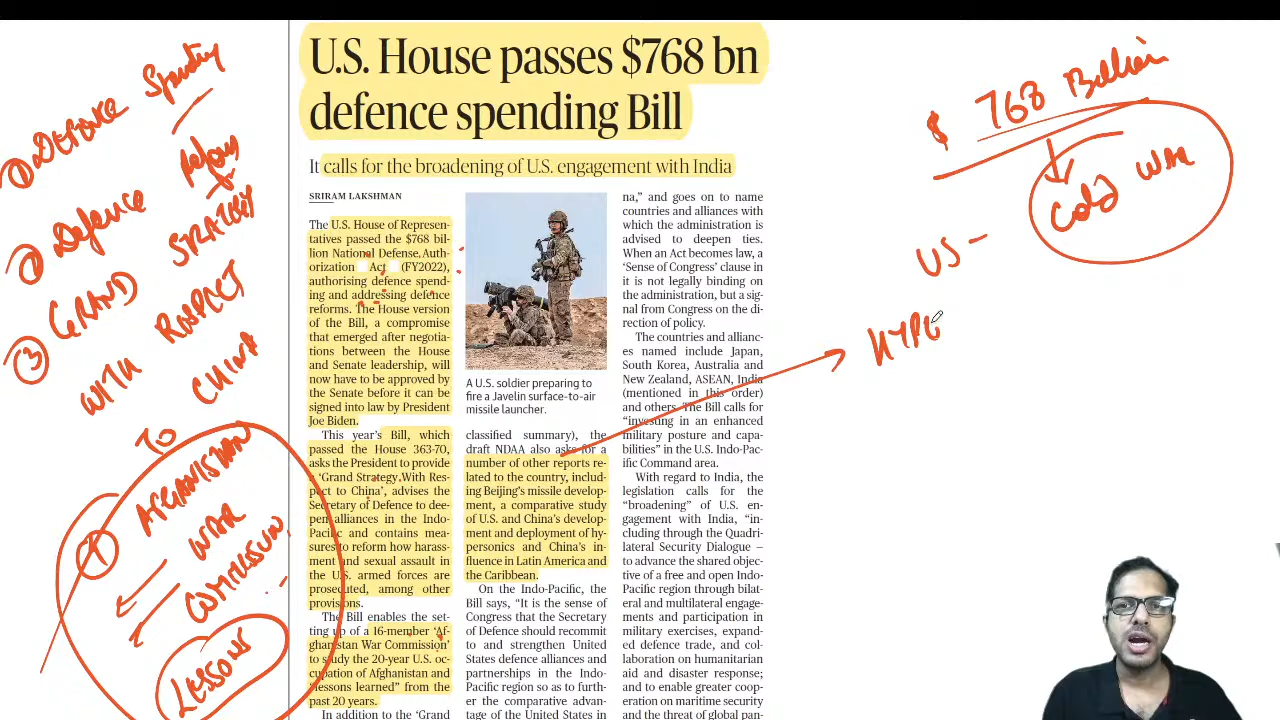 ① DEFENCE Spending
② Defence Reforms
③ GRAND STRATEGY
WITH RESPECT
TO CHINA
④ AFGHANISTAN
WAR
COMMISSION
Lessons
U.S. House passes $768 bn
defence spending Bill
It calls for the broadening of U.S. engagement with India
SRIRAM LAKSHMAN
The U.S. House of Represen-
tatives passed the $768 bil-
lion National Defense Auth-
orization Act (FY2022),
authorising defence spend-
ing and addressing defence
reforms. The House version
of the Bill, a compromise
that emerged after negotia-
tions between the House
and Senate leadership, will
now have to be approved by
the Senate before it can be
signed into law by President
Joe Biden.
This year's Bill, which
passed the House 363-70,
asks the President to provide
a 'Grand Strategy With Res-
pect to China', advises the
Secretary of Defence to dee-
pen alliances in the Indo-
Pacific and contains mea-
sures to reform how harass-
ment and sexual assault in
the U.S. armed forces are
prosecuted, among other
provisions.
The Bill enables the set-
ting up of a 16-member 'Af-
ghanistan War Commission'
to study the 20-year U.S. oc-
cupation of Afghanistan and
"lessons learned" from the
past 20 years.
In addition to the 'Grand
A U.S. soldier preparing to
fire a Javelin surface-to-air
missile launcher.
classified summary), the
draft NDAA also asks for a
number of other reports re-
lated to the country, includ-
ing Beijing's missile develop-
ment, a comparative study
of U.S. and China's develop-
ment and deployment of hy-
personics and China's in-
fluence in Latin America and
the Caribbean.
On the Indo-Pacific, the
Bill says, "It is the sense of
Congress that the Secretary
of Defence should recommit
to and strengthen United
States defence alliances and
partnerships in the Indo-
Pacific region so as to furth-
er the comparative advan-
tage of the United States in
na," and goes on to name
countries and alliances with
which the administration is
advised to deepen ties.
When an Act becomes law, a
'Sense of Congress' clause in
it is not legally binding on
the administration, but a sig-
nal from Congress on the di-
rection of policy.
The countries and allianc-
es named include Japan,
South Korea, Australia and
New Zealand, ASEAN, India
(mentioned in this order)
and others. The Bill calls for
"investing in an enhanced
military posture and capa-
bilities" in the U.S. Indo-Pac-
ific Command area.
With regard to India, the
legislation calls for the
"broadening" of U.S. en-
gagement with India, "in-
cluding through the Quadri-
lateral Security Dialogue —
to advance the shared objec-
tive of a free and open Indo-
Pacific region through bilat-
eral and multilateral engage-
ments and participation in
military exercises, expand-
ed defence trade, and col-
laboration on humanitarian
aid and disaster response;
and to enable greater coop-
eration on maritime security
and the threat of global pan-
$ 768 Billion
Cold WAR
US -
HYPE